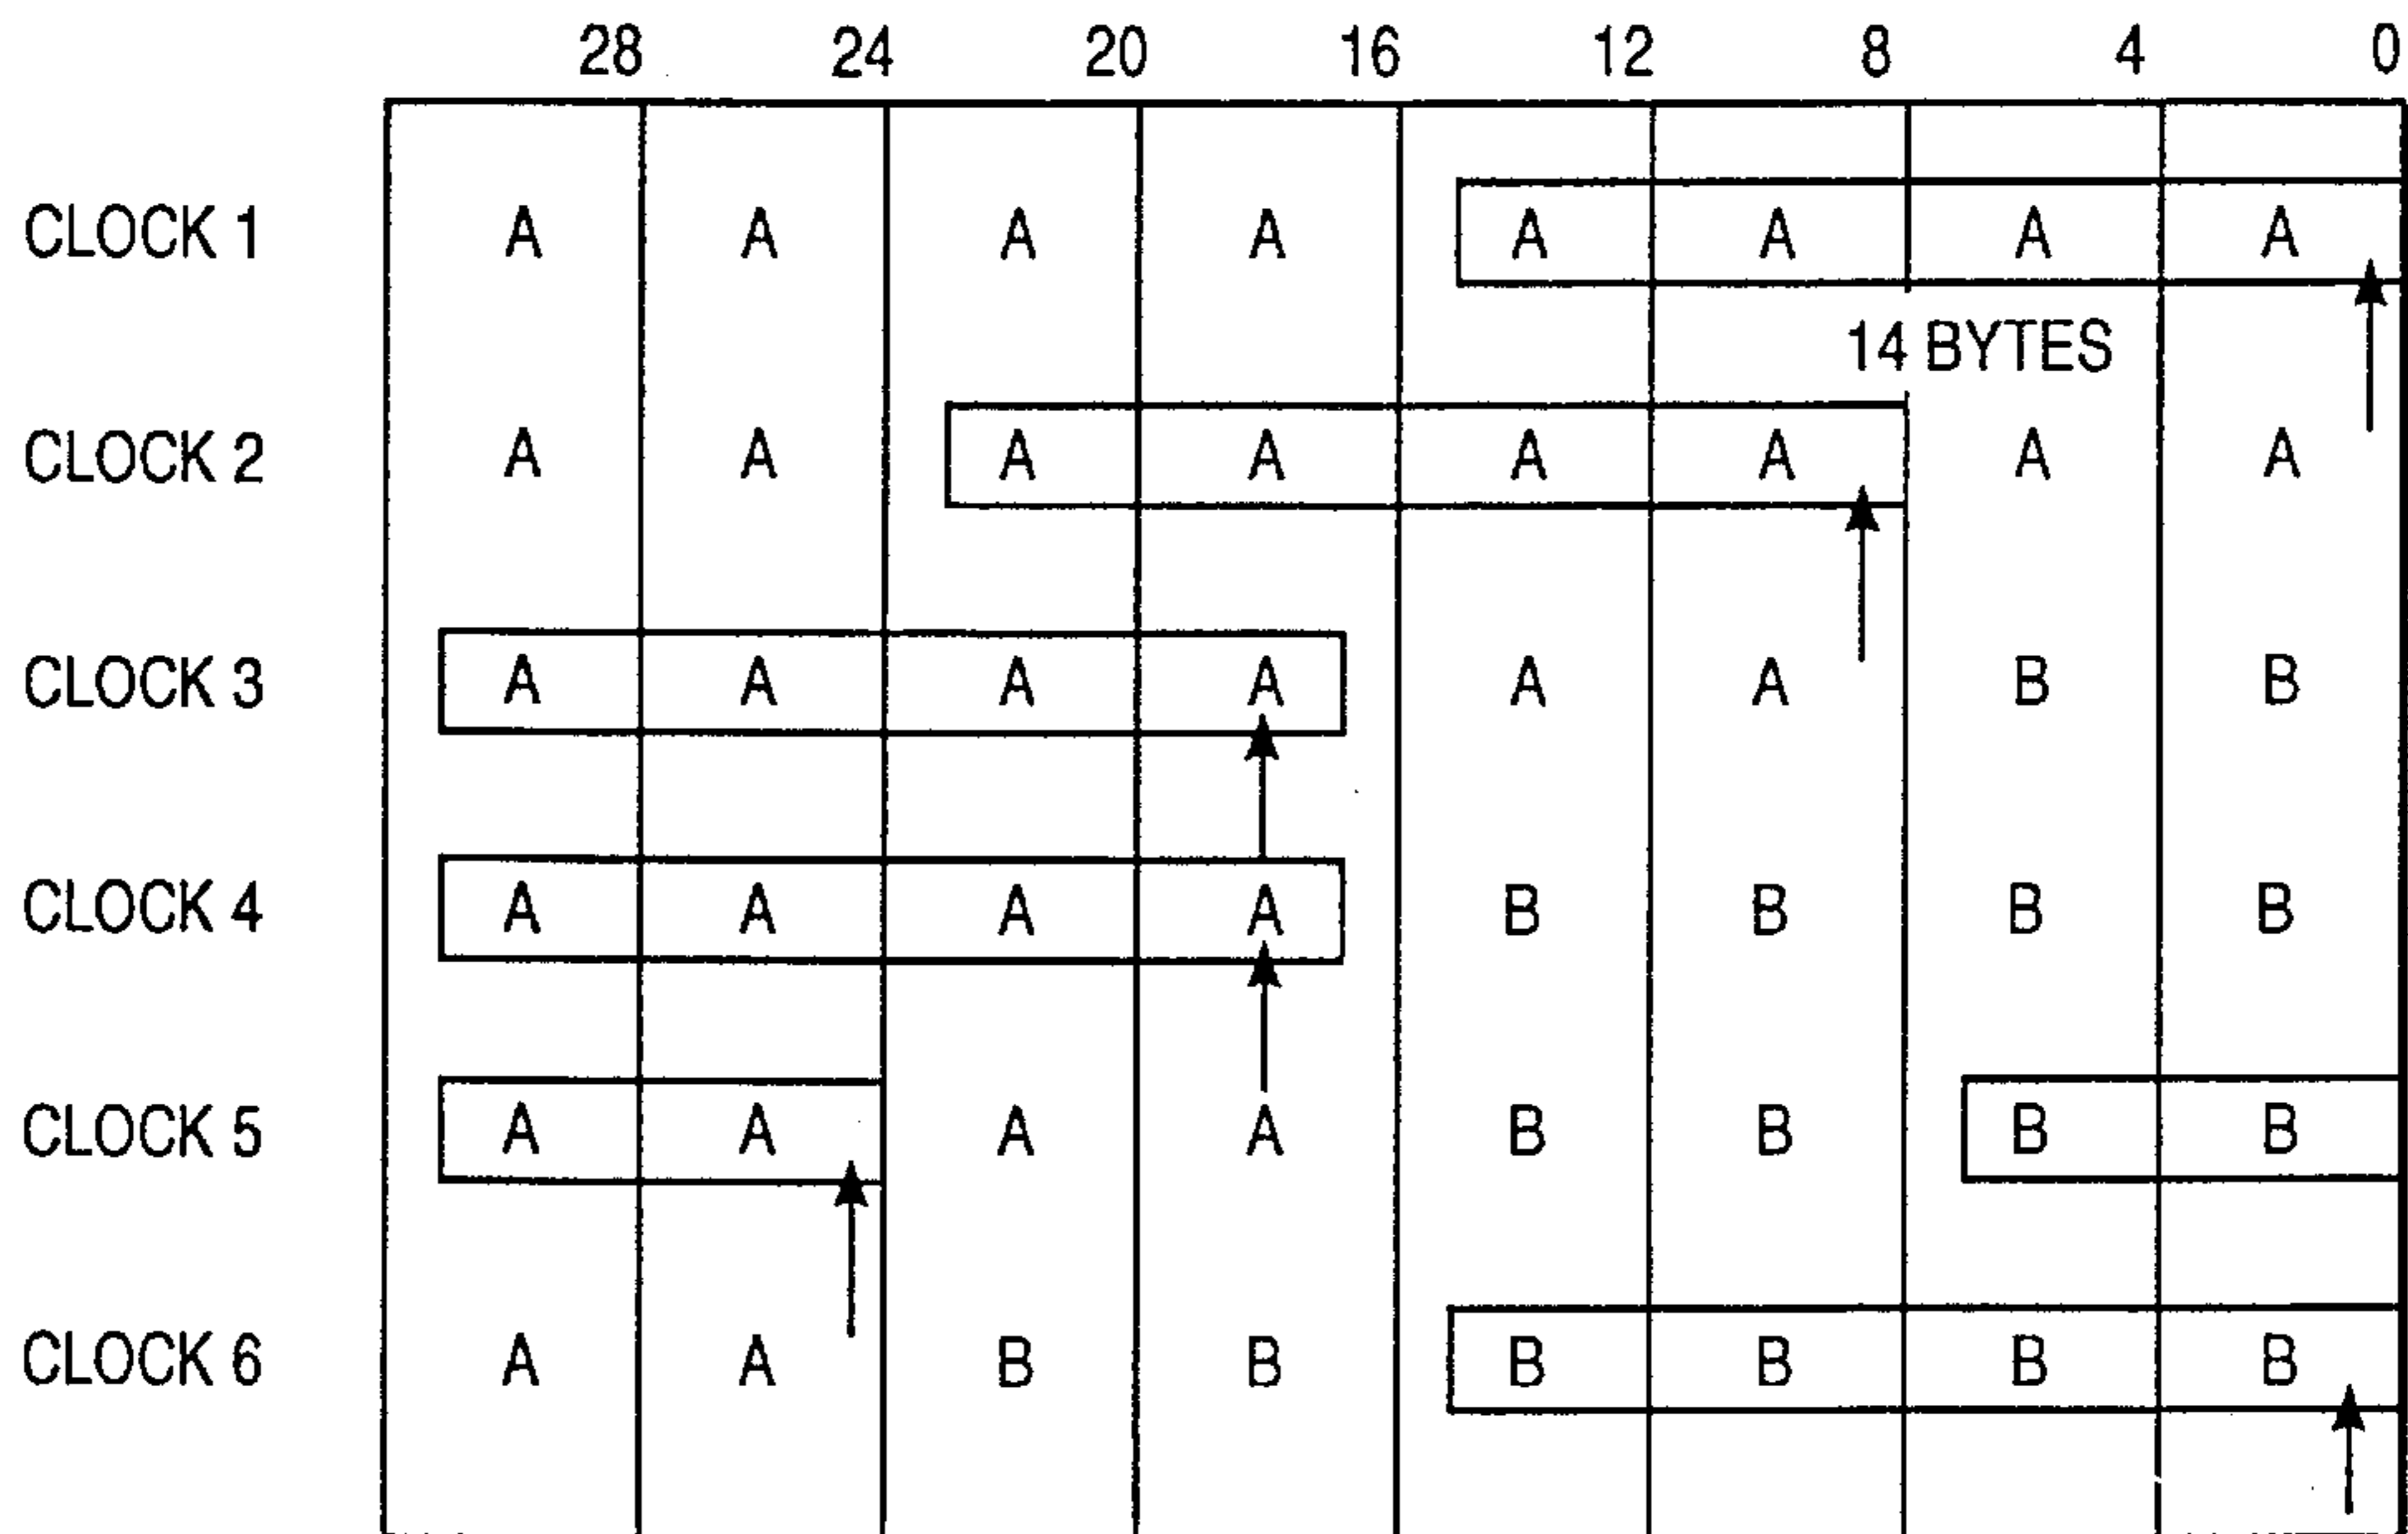 28 24 20 16 12 8 4 0
CLOCK 1 A A A A A A A A
14 BYTES
CLOCK 2 A A A A A A A A
CLOCK 3 A A A A A A B B
CLOCK 4 A A A A B B B B
CLOCK 5 A A A A B B B B
CLOCK 6 A A B B B B B B